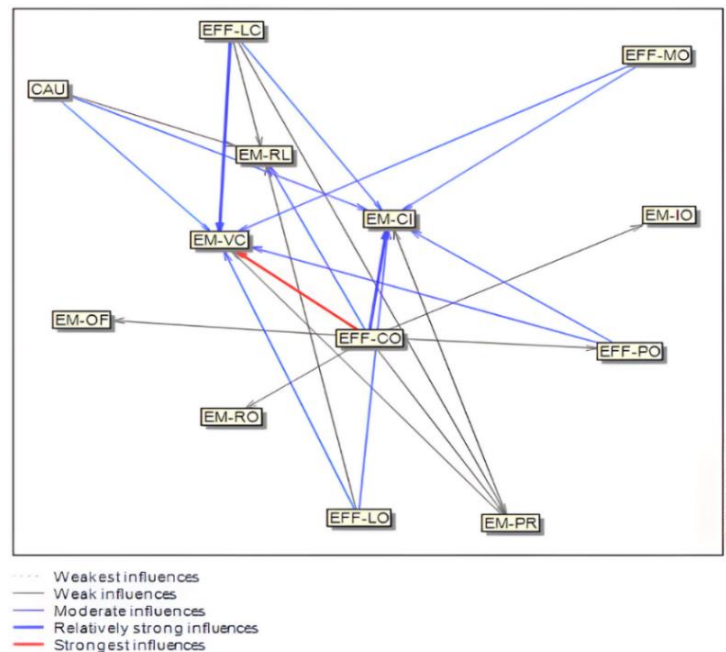 EFF-LC
EFF-MO
CAU
EM-RL
EM-CI
EM-IO
EM-VC
EM-OF
EFF-CO
EFF-PO
EM-RO
EFF-LO
EM-PR
Weakest influences
Weak influences
Moderate influences
Relatively strong influences
Strongest influences